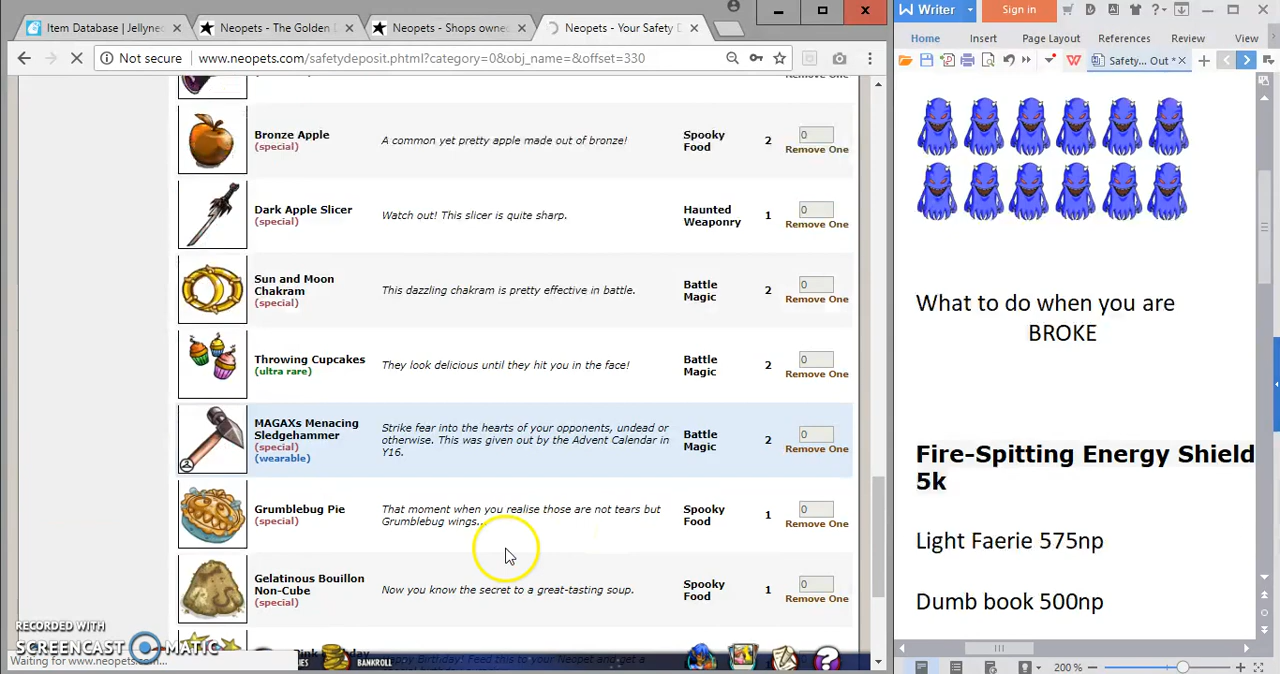 Item Database | Jellyne
Neopets - The Golden D
Neopets - Shops owned
Neopets - Your Safety D
Not secure
www.neopets.com/safetydeposit.phtml?category=0&obj_name=&offset=330
Remove One
Bronze Apple
(special)
A common yet pretty apple made out of bronze!
Spooky
Food
2
0
Remove One
Dark Apple Slicer
(special)
Watch out! This slicer is quite sharp.
Haunted
Weaponry
1
0
Remove One
Sun and Moon
Chakram
(special)
This dazzling chakram is pretty effective in battle.
Battle
Magic
2
0
Remove One
Throwing Cupcakes
(ultra rare)
They look delicious until they hit you in the face!
Battle
Magic
2
0
Remove One
MAGAXs Menacing
Sledgehammer
(special)
(wearable)
Strike fear into the hearts of your opponents, undead or
otherwise. This was given out by the Advent Calendar in
Y16.
Battle
Magic
2
0
Remove One
Grumblebug Pie
(special)
That moment when you realise those are not tears but
Grumblebug wings...
Spooky
Food
1
0
Remove One
Gelatinous Bouillon
Non-Cube
(special)
Now you know the secret to a great-tasting soup.
Spooky
Food
1
0
Remove One
RECORDED WITH
SCREENCAST MATIC
Waiting for www.neopets.com...
BANKROLL
Writer
Sign in
Home
Insert
Page Layout
References
Review
View
Safety... Out *
What to do when you are
BROKE
Fire-Spitting Energy Shield
5k
Light Faerie 575np
Dumb book 500np
200 %